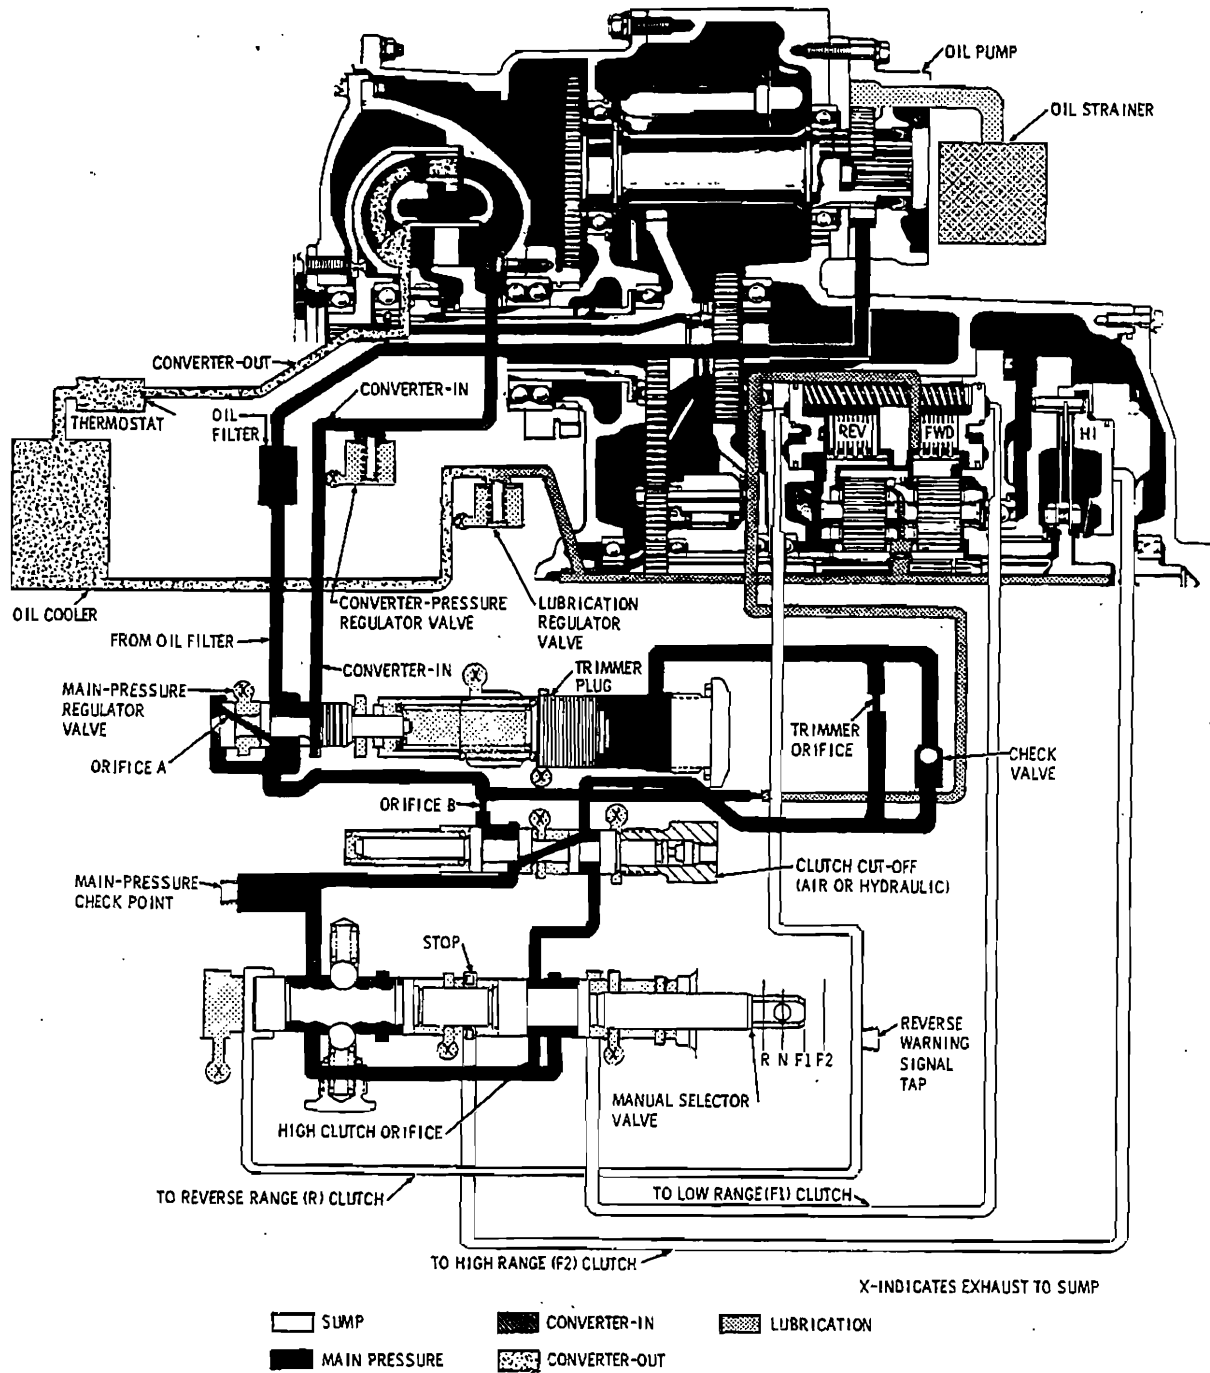 OIL PUMP
OIL STRAINER
CONVERTER-OUT
CONVERTER-IN
THERMOSTAT
OIL
FILTER
REV
FWD
HI
X
X
OIL COOLER
CONVERTER-PRESSURE
REGULATOR VALVE
LUBRICATION
REGULATOR
VALVE
FROM OIL FILTER
CONVERTER-IN
TRIMMER
PLUG
MAIN-PRESSURE
REGULATOR
VALVE
X
X
TRIMMER
ORIFICE
CHECK
VALVE
ORIFICE A
X
ORIFICE B
X
X
CLUTCH CUT-OFF
(AIR OR HYDRAULIC)
MAIN-PRESSURE
CHECK POINT
STOP
REVERSE
WARNING
SIGNAL
TAP
R N F1 F2
X
X
X
X
MANUAL SELECTOR
VALVE
HIGH CLUTCH ORIFICE
TO REVERSE RANGE (R) CLUTCH
TO LOW RANGE (F1) CLUTCH
TO HIGH RANGE (F2) CLUTCH
X-INDICATES EXHAUST TO SUMP
SUMP
CONVERTER-IN
LUBRICATION
MAIN PRESSURE
CONVERTER-OUT